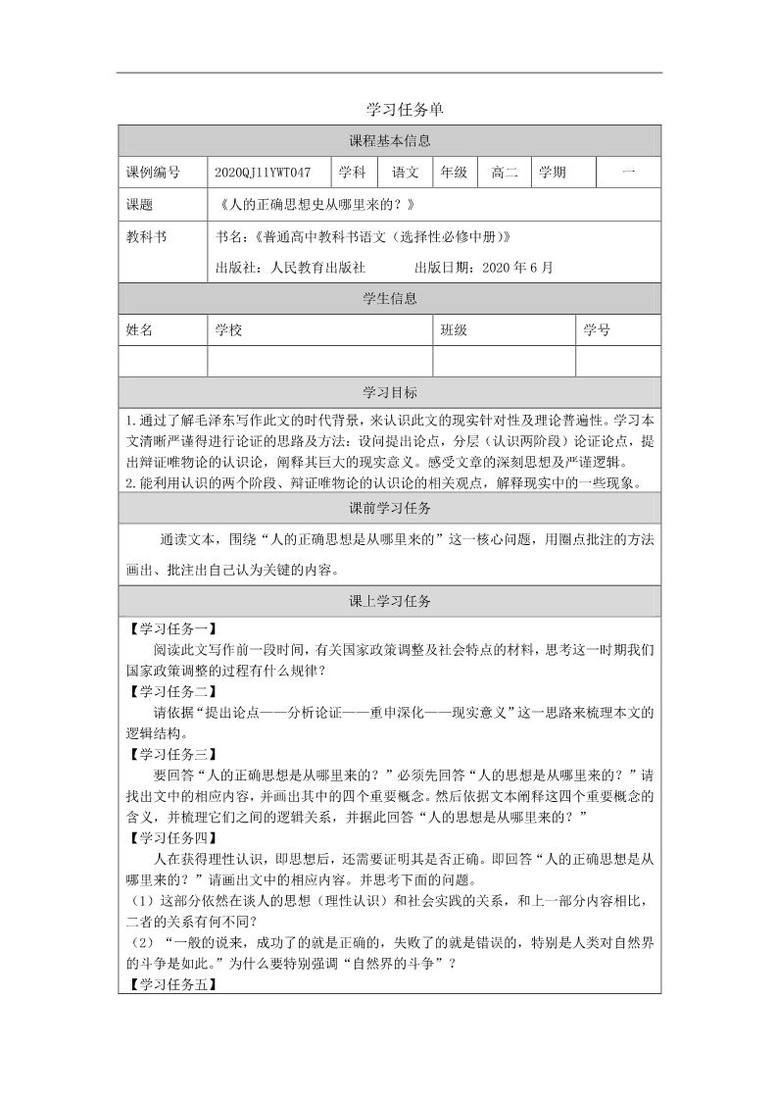 学习任务单
课程基本信息
课例编号 2020QJ11YWT047 学科 语文 年级 高二 学期 一
课题 《人的正确思想史从哪里来的？》
教科书 书名：《普通高中教科书语文（选择性必修中册）》
出版社：人民教育出版社 出版日期：2020 年 6 月
学生信息
姓名 学校 班级 学号
学习目标
1.通过了解毛泽东写作此文的时代背景，来认识此文的现实针对性及理论普遍性。学习本
文清晰严谨得进行论证的思路及方法：设问提出论点，分层（认识两阶段）论证论点，提
出辩证唯物论的认识论，阐释其巨大的现实意义。感受文章的深刻思想及严谨逻辑。
2.能利用认识的两个阶段、辩证唯物论的认识论的相关观点，解释现实中的一些现象。
课前学习任务
通读文本，围绕“人的正确思想是从哪里来的”这一核心问题，用圈点批注的方法
画出、批注出自己认为关键的内容。
课上学习任务
【学习任务一】
阅读此文写作前一段时间，有关国家政策调整及社会特点的材料，思考这一时期我们
国家政策调整的过程有什么规律？
【学习任务二】
请依据“提出论点——分析论证——重申深化——现实意义”这一思路来梳理本文的
逻辑结构。
【学习任务三】
要回答“人的正确思想是从哪里来的？”必须先回答“人的思想是从哪里来的？”请
找出文中的相应内容，并画出其中的四个重要概念。然后依据文本阐释这四个重要概念的
含义，并梳理它们之间的逻辑关系，并据此回答“人的思想是从哪里来的？”
【学习任务四】
人在获得理性认识，即思想后，还需要证明其是否正确。即回答“人的正确思想是从
哪里来的？”请画出文中的相应内容。并思考下面的问题。
（1）这部分依然在谈人的思想（理性认识）和社会实践的关系，和上一部分内容相比，
二者的关系有何不同？
（2）“一般的说来，成功了的就是正确的，失败了的就是错误的，特别是人类对自然界
的斗争是如此。”为什么要特别强调“自然界的斗争”？
【学习任务五】